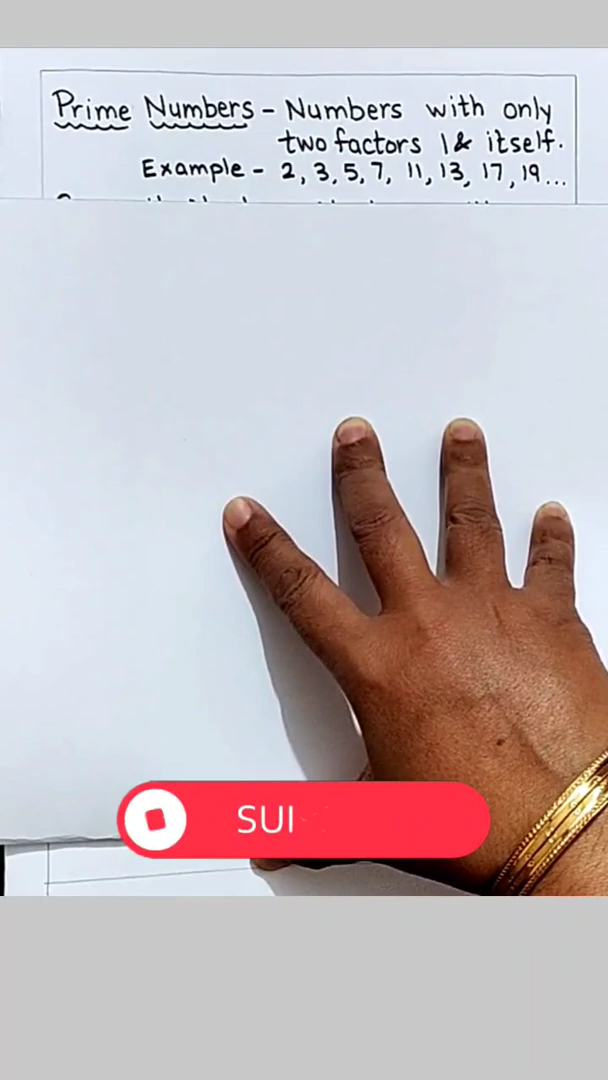 Prime Numbers - Numbers with only
two factors 1 & itself.
Example - 2, 3, 5, 7, 11, 13, 17, 19...
SUI